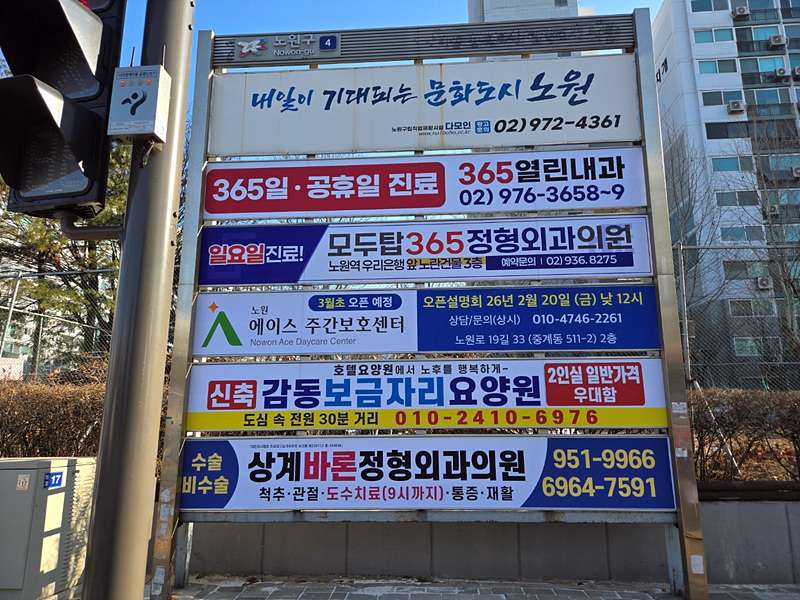 노원구 4
Nowon-gu
내일이 기대되는 문화도시 노원
노원구립직업재활시설 다모인 광고문의 02)972-4361
365일·공휴일 진료
365열린내과
02) 976-3658~9
일요일진료!
모두탑365정형외과의원
노원역 우리은행 앞 노란건물 3층 예약문의 02)936.8275
노원
에이스 주간보호센터
Nowon Ace Daycare Center
3월초 오픈 예정
오픈설명회 26년 2월 20일 (금) 낮 12시
상담/문의(상시) 010-4746-2261
노원로 19길 33 (중계동 511-2) 2층
호텔요양원에서 노후를 행복하게~
신축 감동보금자리요양원
2인실 일반가격
우대함
도심 속 전원 30분 거리 010-2410-6976
수술
비수술
상계바론정형외과의원
척추·관절·도수치료(9시까지)·통증·재활
951-9966
6964-7591
17